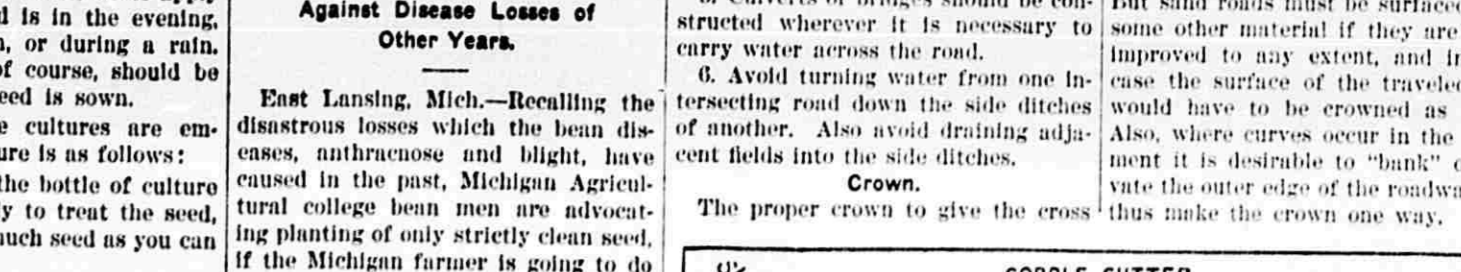 is in the evening,
, or during a rain.
of course, should be
seed is sown.
cultures are em-
is as follows:
the bottle of culture
to treat the seed,
much seed as you can
Against Disease Losses of
Other Years.
East Lansing, Mich.—Recalling the
disastrous losses which the bean dis-
eases, anthracnose and blight, have
caused in the past, Michigan Agricul-
tural college bean men are advocat-
ing planting of only strictly clean seed,
if the Michigan farmer is going to do
structed wherever it is necessary to
carry water across the road.
6. Avoid turning water from one in-
tersecting road down the side ditches
of another. Also avoid draining adja-
cent fields into the side ditches.
Crown.
The proper crown to give the cross
But sand roads must be surfaced
some other material if they are
improved to any extent, and in
case the surface of the traveled
would have to be crowned as
Also, where curves occur in the
ment it is desirable to "bank"
vate the outer edge of the roadwa
thus make the crown one way.